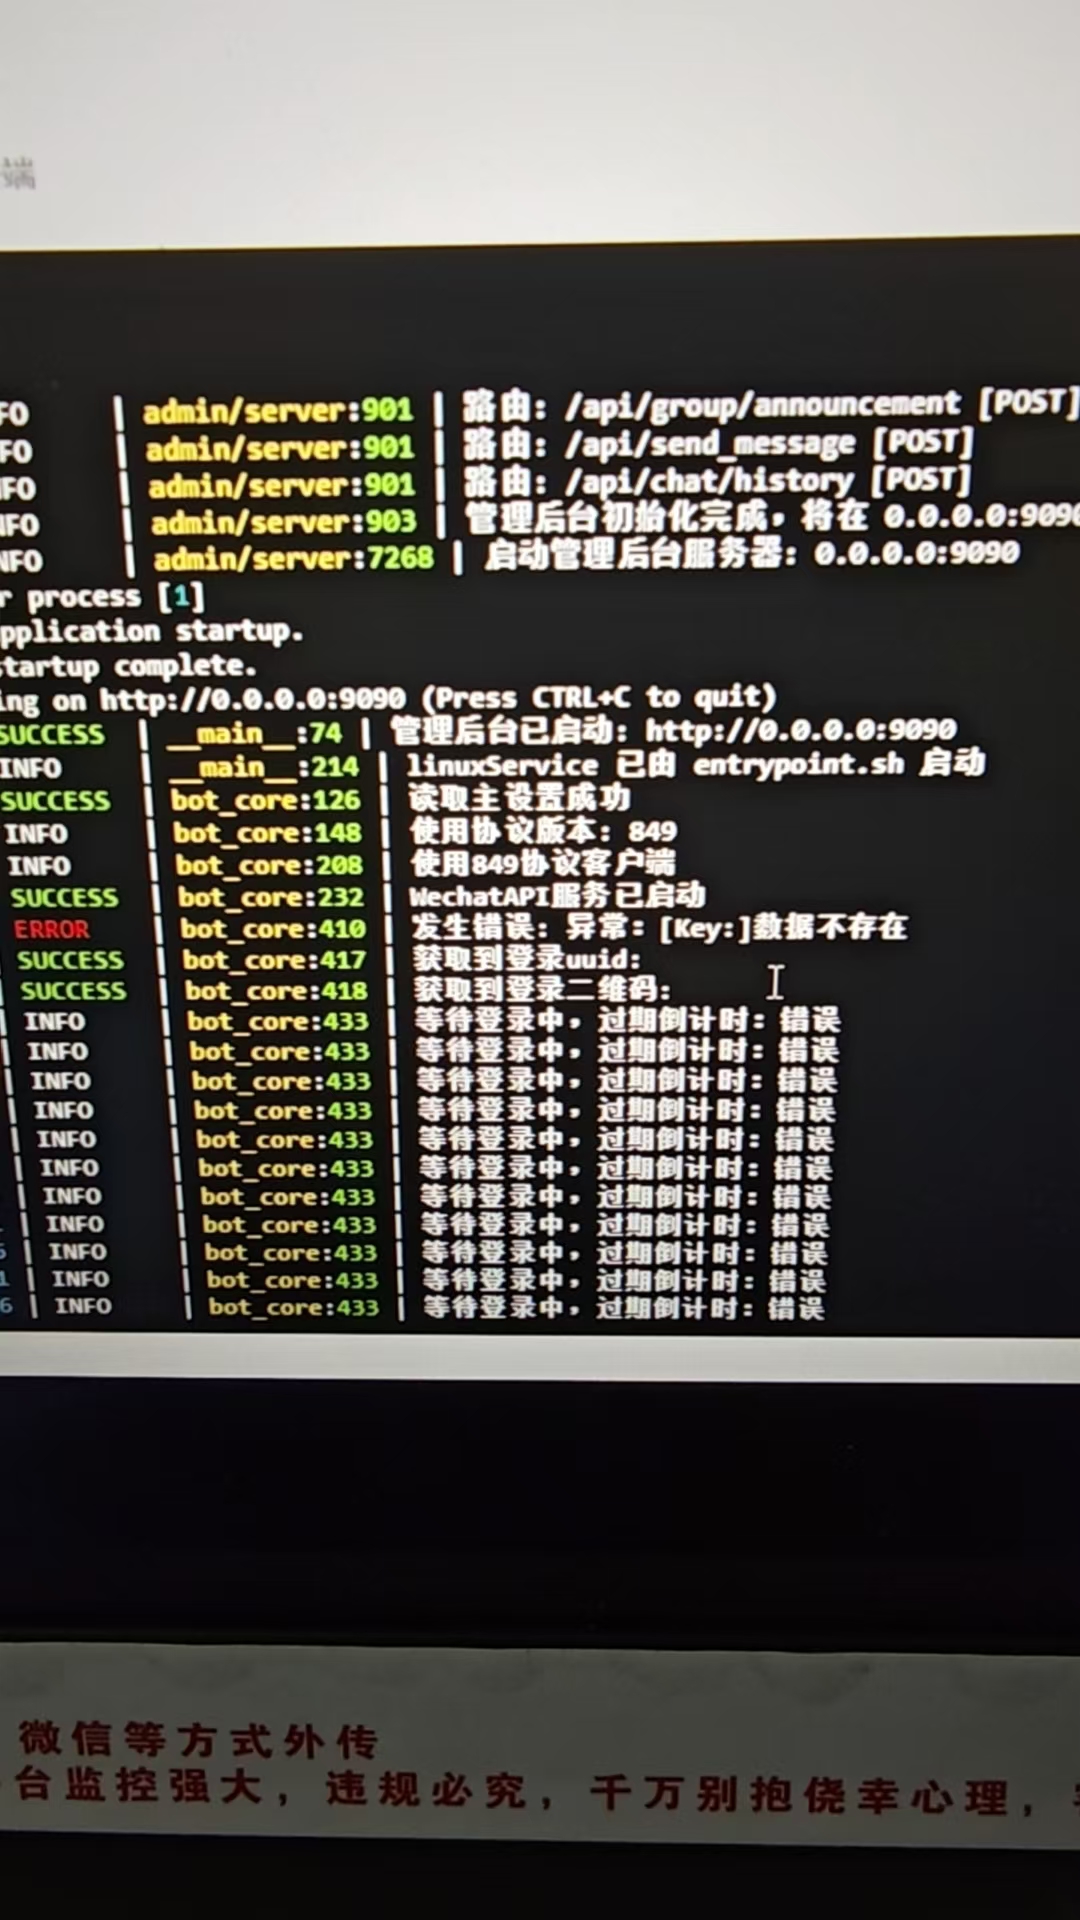 端
FO | admin/server:901 | 路由: /api/group/announcement [POST]
FO | admin/server:901 | 路由: /api/send_message [POST]
NFO | admin/server:901 | 路由: /api/chat/history [POST]
NFO | admin/server:903 | 管理后台初始化完成，将在 0.0.0.0:9090
NFO | admin/server:7268 | 启动管理后台服务器: 0.0.0.0:9090
r process [1]
pplication startup.
startup complete.
ing on http://0.0.0.0:9090 (Press CTRL+C to quit)
SUCCESS | __main__:74 | 管理后台已启动: http://0.0.0.0:9090
INFO | __main__:214 | linuxService 已由 entrypoint.sh 启动
SUCCESS | bot_core:126 | 读取主设置成功
INFO | bot_core:148 | 使用协议版本: 849
INFO | bot_core:208 | 使用849协议客户端
SUCCESS | bot_core:232 | WechatAPI服务已启动
ERROR | bot_core:410 | 发生错误: 异常: [Key:]数据不存在
SUCCESS | bot_core:417 | 获取到登录uuid:
SUCCESS | bot_core:418 | 获取到登录二维码:
| INFO | bot_core:433 | 等待登录中，过期倒计时: 错误
| INFO | bot_core:433 | 等待登录中，过期倒计时: 错误
| INFO | bot_core:433 | 等待登录中，过期倒计时: 错误
| INFO | bot_core:433 | 等待登录中，过期倒计时: 错误
| INFO | bot_core:433 | 等待登录中，过期倒计时: 错误
| INFO | bot_core:433 | 等待登录中，过期倒计时: 错误
| INFO | bot_core:433 | 等待登录中，过期倒计时: 错误
| INFO | bot_core:433 | 等待登录中，过期倒计时: 错误
6 | INFO | bot_core:433 | 等待登录中，过期倒计时: 错误
1 | INFO | bot_core:433 | 等待登录中，过期倒计时: 错误
6 | INFO | bot_core:433 | 等待登录中，过期倒计时: 错误
微信等方式外传
台监控强大，违规必究，千万别抱侥幸心理，